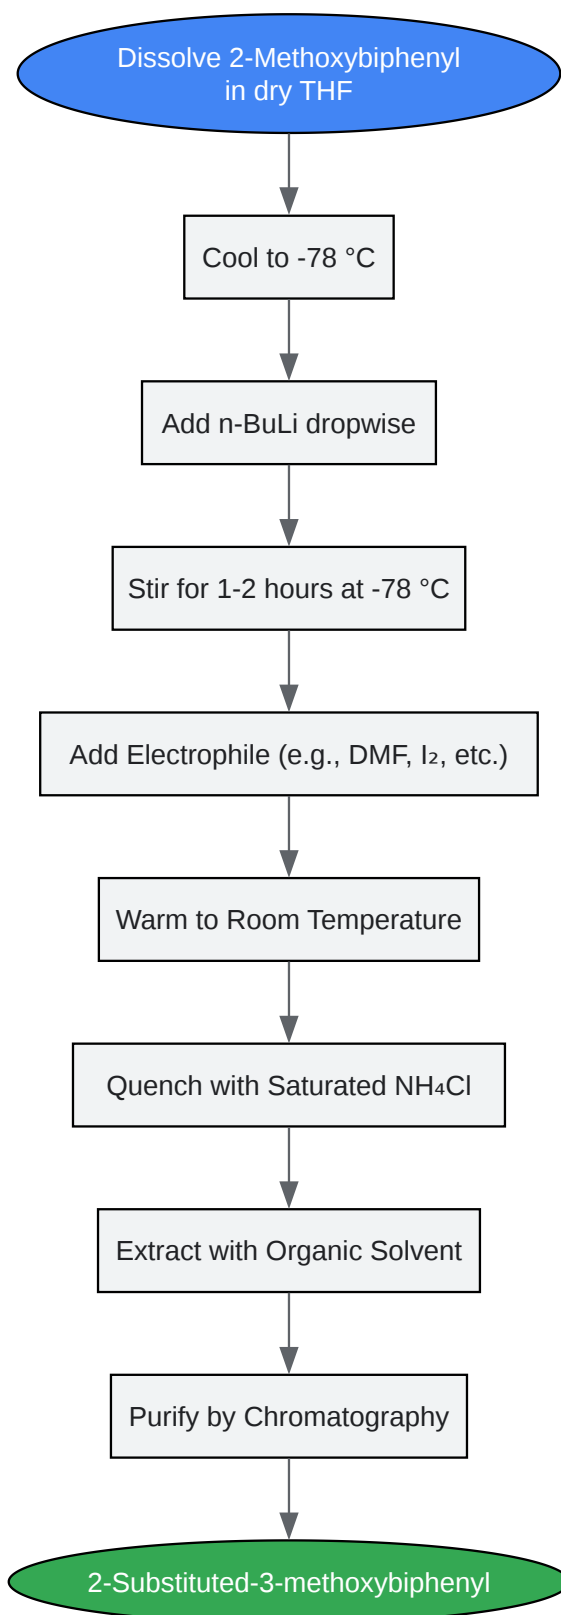 Dissolve 2-Methoxybiphenyl
in dry THF
Cool to -78 °C
Add n-BuLi dropwise
Stir for 1-2 hours at -78 °C
Add Electrophile (e.g., DMF, I₂, etc.)
Warm to Room Temperature
Quench with Saturated NH₄Cl
Extract with Organic Solvent
Purify by Chromatography
2-Substituted-3-methoxybiphenyl